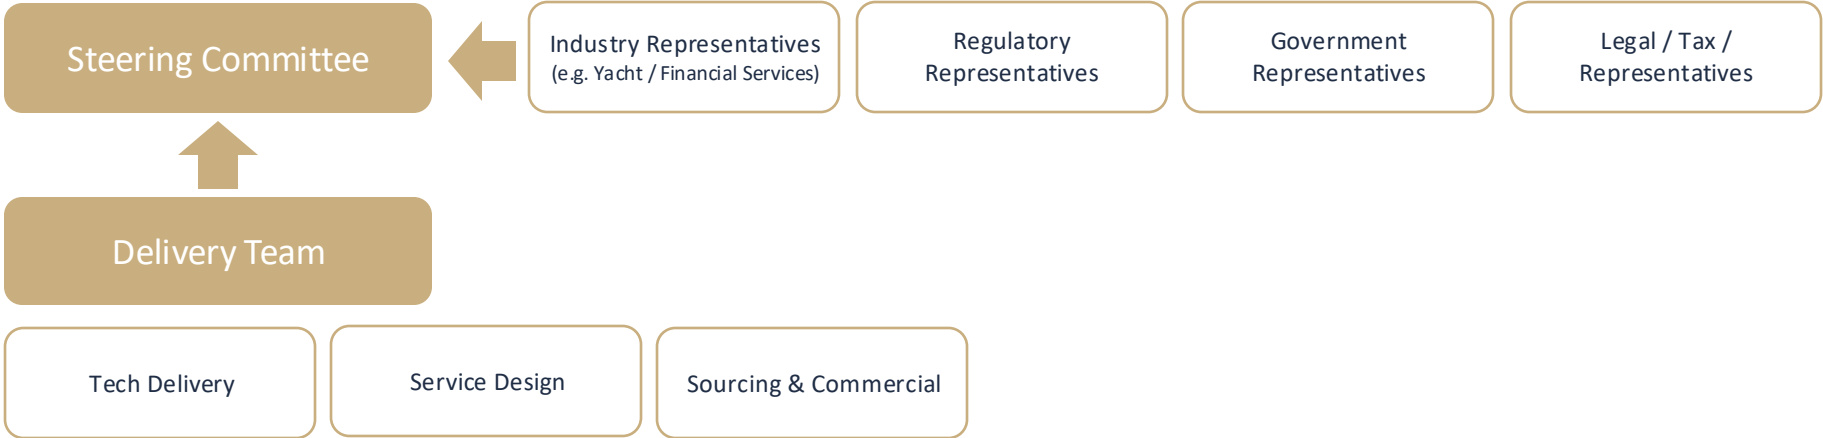 Steering Committee
Industry Representatives
(e.g. Yacht / Financial Services)
Regulatory
Representatives
Government
Representatives
Legal / Tax /
Representatives
Delivery Team
Tech Delivery
Service Design
Sourcing & Commercial